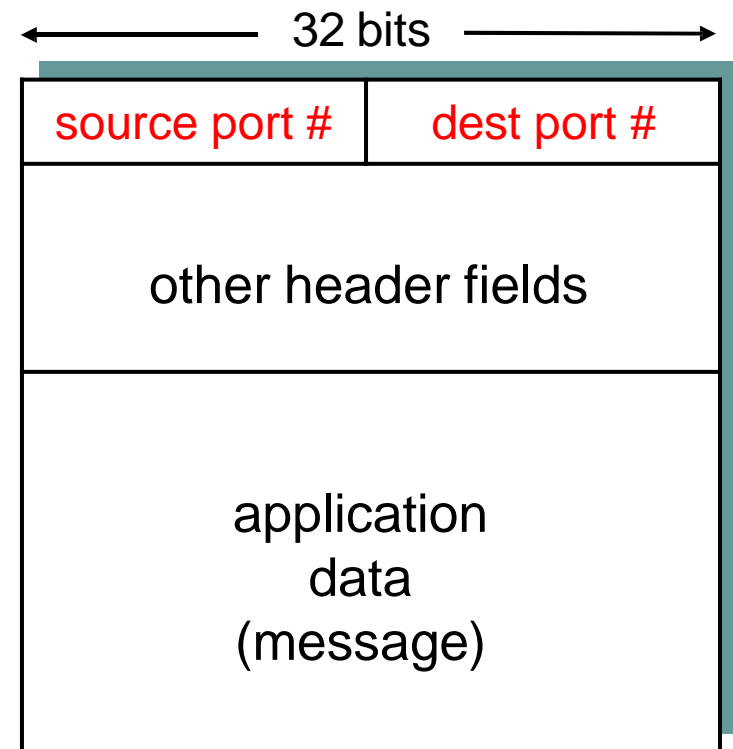 32 bits
source port # dest port #
other header fields
application
data
(message)